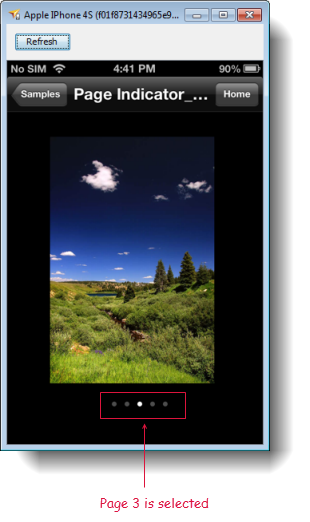 Apple IPhone 4S (f01f8731434965e9...
Refresh
No SIM 4:41 PM 90%
Samples Page Indicator_... Home
Page 3 is selected